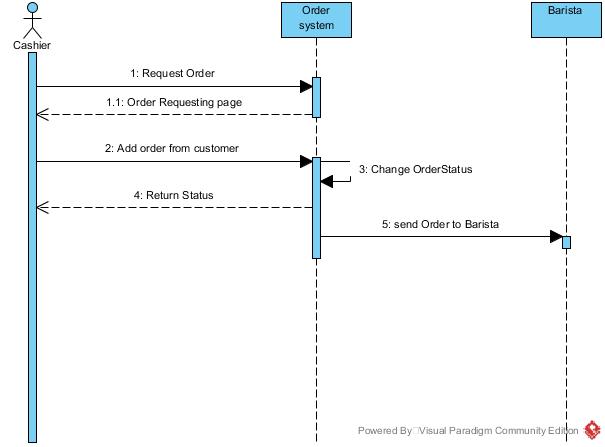 Order
system
Barista
Cashier
1: Request Order
1.1: Order Requesting page
2: Add order from customer
3: Change OrderStatus
4: Return Status
5: send Order to Barista
Powered By Visual Paradigm Community Edition